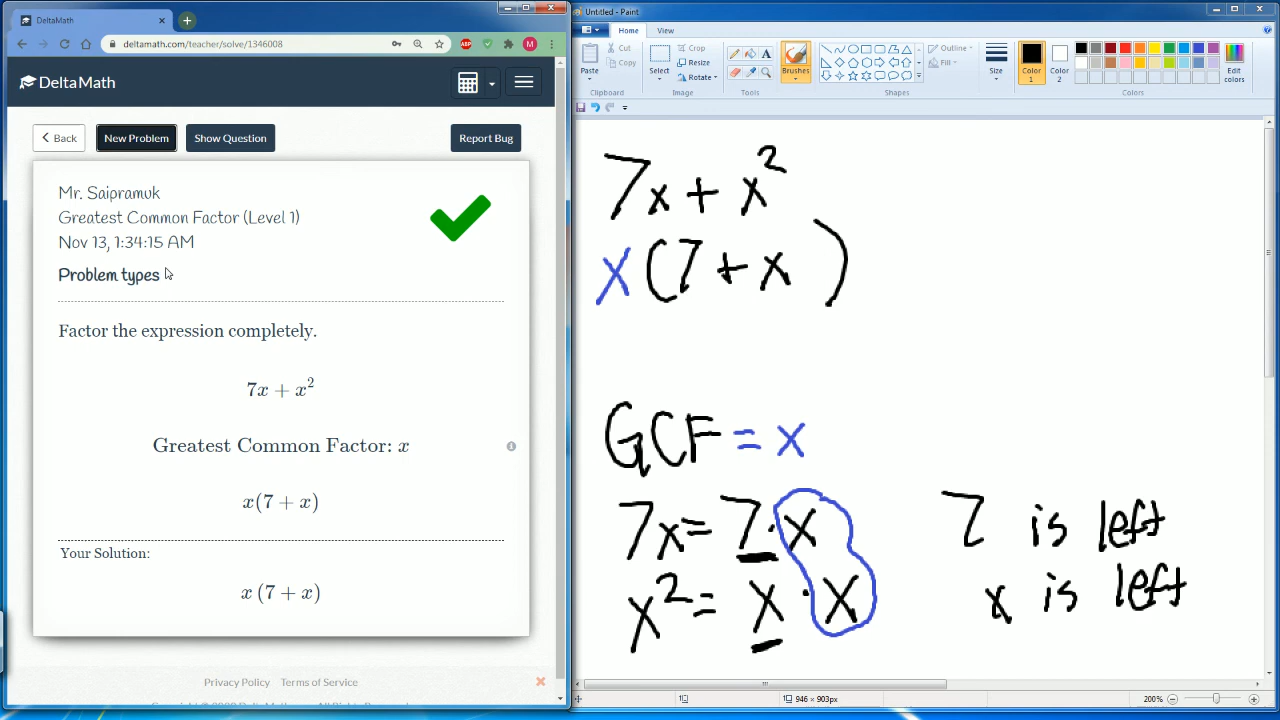 DeltaMath
deltamath.com/teacher/solve/1346008
ABP
M
DeltaMath
Back
New Problem
Show Question
Report Bug
Mr. Saipramuk
Greatest Common Factor (Level 1)
Nov 13, 1:34:15 AM
Problem types
Factor the expression completely.
7x + x²
Greatest Common Factor: x
x(7 + x)
Your Solution:
x (7 + x)
Privacy Policy Terms of Service
Untitled - Paint
Home View
Paste
Cut
Copy
Clipboard
Select
Crop
Resize
Rotate
Image
A
Tools
Brushes
Outline
Fill
Shapes
Size
Color 1
Color 2
Edit colors
Colors
7x + x²
x(7 + x )
GCF = x
7x = 7 · x 7 is left
x² = x · x x is left
946 × 903px
200%